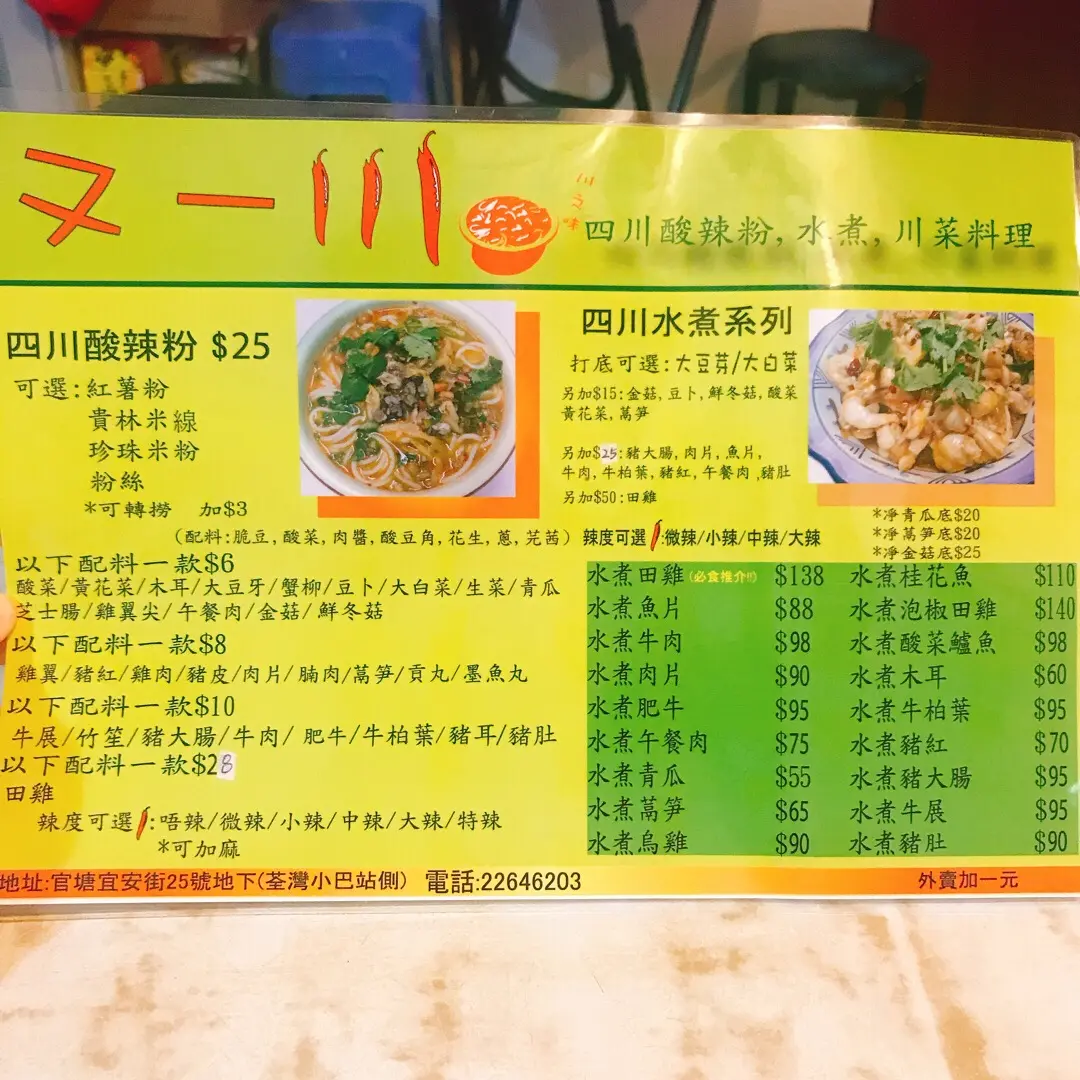 又一川
川之味
四川酸辣粉,水煮,川菜料理
四川酸辣粉 $25
可選:紅薯粉
貴林米線
珍珠米粉
粉絲
*可轉撈 加$3
(配料:脆豆,酸菜,肉醬,酸豆角,花生,蔥,芫茜)
以下配料一款$6
酸菜/黃花菜/木耳/大豆牙/蟹柳/豆卜/大白菜/生菜/青瓜
芝士腸/雞翼尖/午餐肉/金菇/鮮冬菇
以下配料一款$8
雞翼/豬紅/雞肉/豬皮/肉片/腩肉/萵筍/貢丸/墨魚丸
以下配料一款$10
牛展/竹笙/豬大腸/牛肉/ 肥牛/牛柏葉/豬耳/豬肚
以下配料一款$28
田雞
辣度可選:唔辣/微辣/小辣/中辣/大辣/特辣
*可加麻
四川水煮系列
打底可選:大豆芽/大白菜
另加$15:金菇,豆卜,鮮冬菇,酸菜
黃花菜,萵筍
另加$25:豬大腸,肉片,魚片,
牛肉,牛柏葉,豬紅,午餐肉,豬肚
另加$50:田雞
*凈青瓜底$20
*凈萵筍底$20
*凈金菇底$25
辣度可選:微辣/小辣/中辣/大辣
水煮田雞(必食推介!!) $138 水煮桂花魚 $110
水煮魚片 $88 水煮泡椒田雞 $140
水煮牛肉 $98 水煮酸菜鱸魚 $98
水煮肉片 $90 水煮木耳 $60
水煮肥牛 $95 水煮牛柏葉 $95
水煮午餐肉 $75 水煮豬紅 $70
水煮青瓜 $55 水煮豬大腸 $95
水煮萵筍 $65 水煮牛展 $95
水煮烏雞 $90 水煮豬肚 $90
地址:官塘宜安街25號地下(荃灣小巴站側) 電話:22646203 外賣加一元